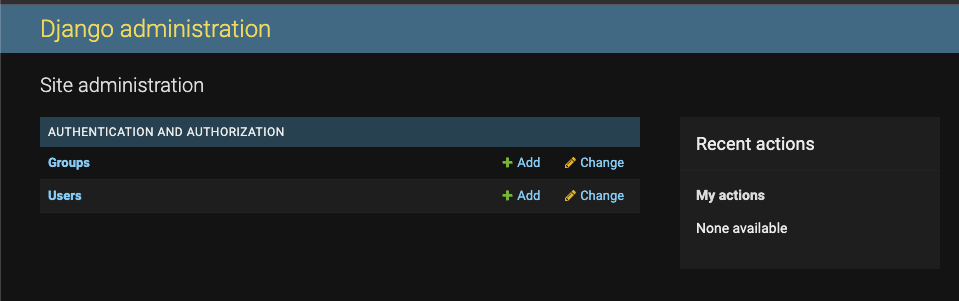 Django administration
Site administration
AUTHENTICATION AND AUTHORIZATION
Groups Add Change
Users Add Change
Recent actions
My actions
None available